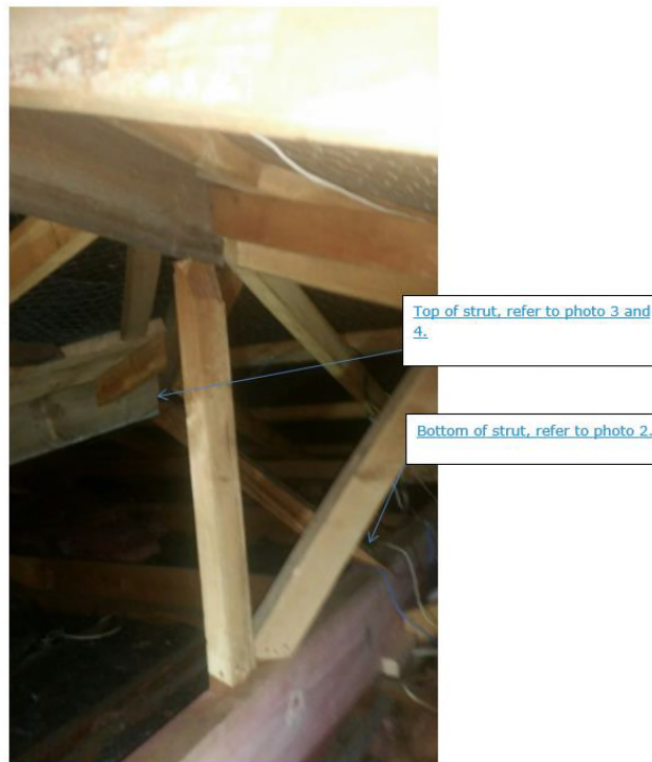 Top of strut, refer to photo 3 and
4.
Bottom of strut, refer to photo 2.